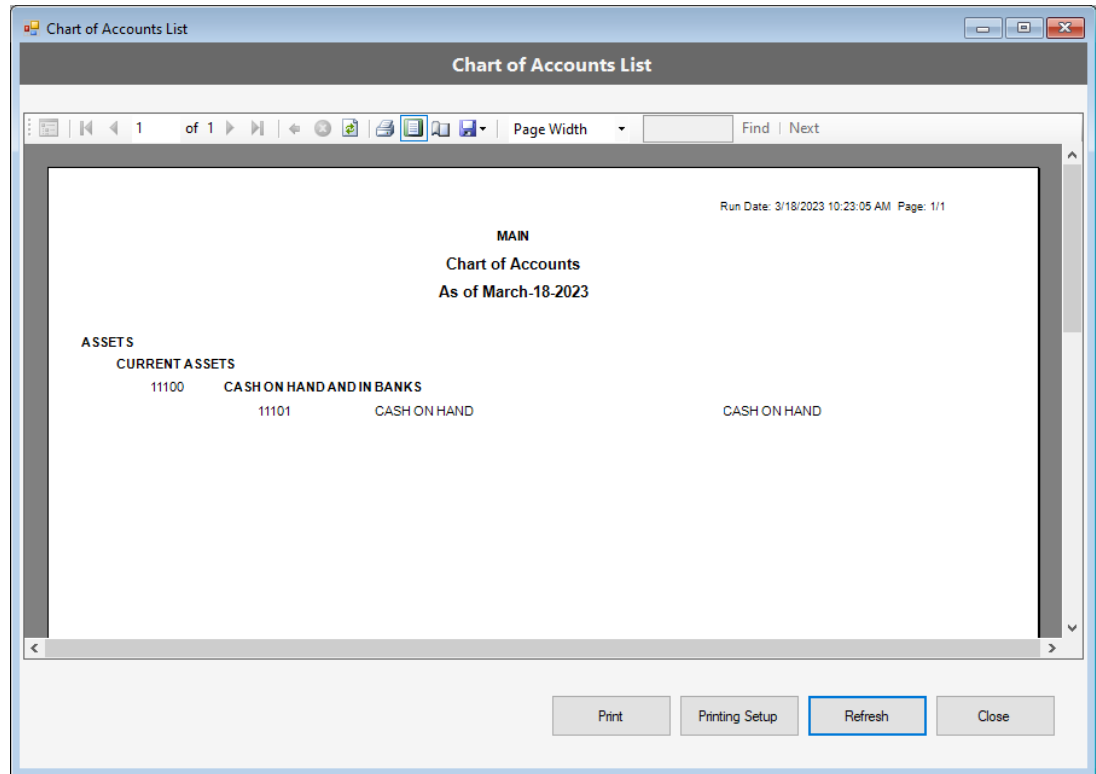 Chart of Accounts List
Chart of Accounts List
1 of 1 Page Width Find | Next
Run Date: 3/18/2023 10:23:05 AM Page: 1/1
MAIN
Chart of Accounts
As of March-18-2023
ASSETS
CURRENT ASSETS
11100 CASH ON HAND AND IN BANKS
11101 CASH ON HAND CASH ON HAND
Print Printing Setup Refresh Close